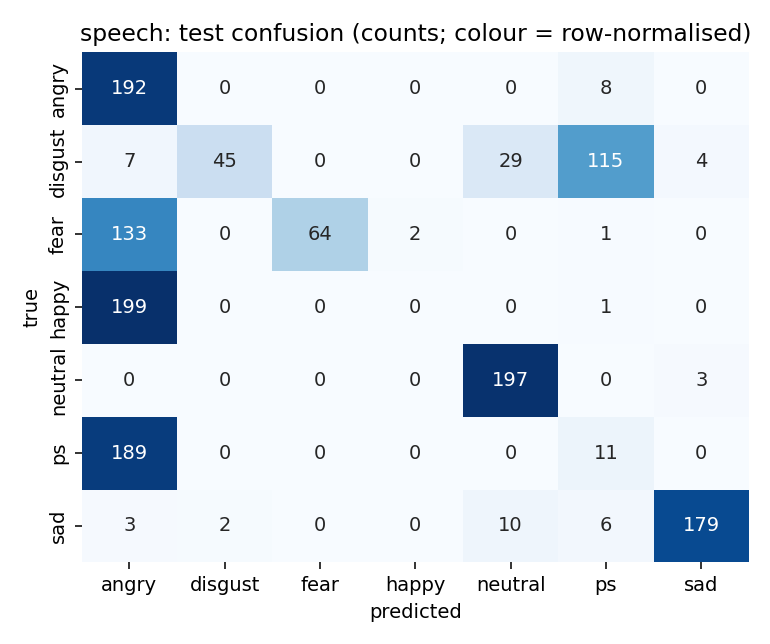 speech: test confusion (counts; colour = row-normalised)
true
angry 192 0 0 0 0 8 0
disgust 7 45 0 0 29 115 4
fear 133 0 64 2 0 1 0
happy 199 0 0 0 0 1 0
neutral 0 0 0 0 197 0 3
ps 189 0 0 0 0 11 0
sad 3 2 0 0 10 6 179
angry disgust fear happy neutral ps sad
predicted